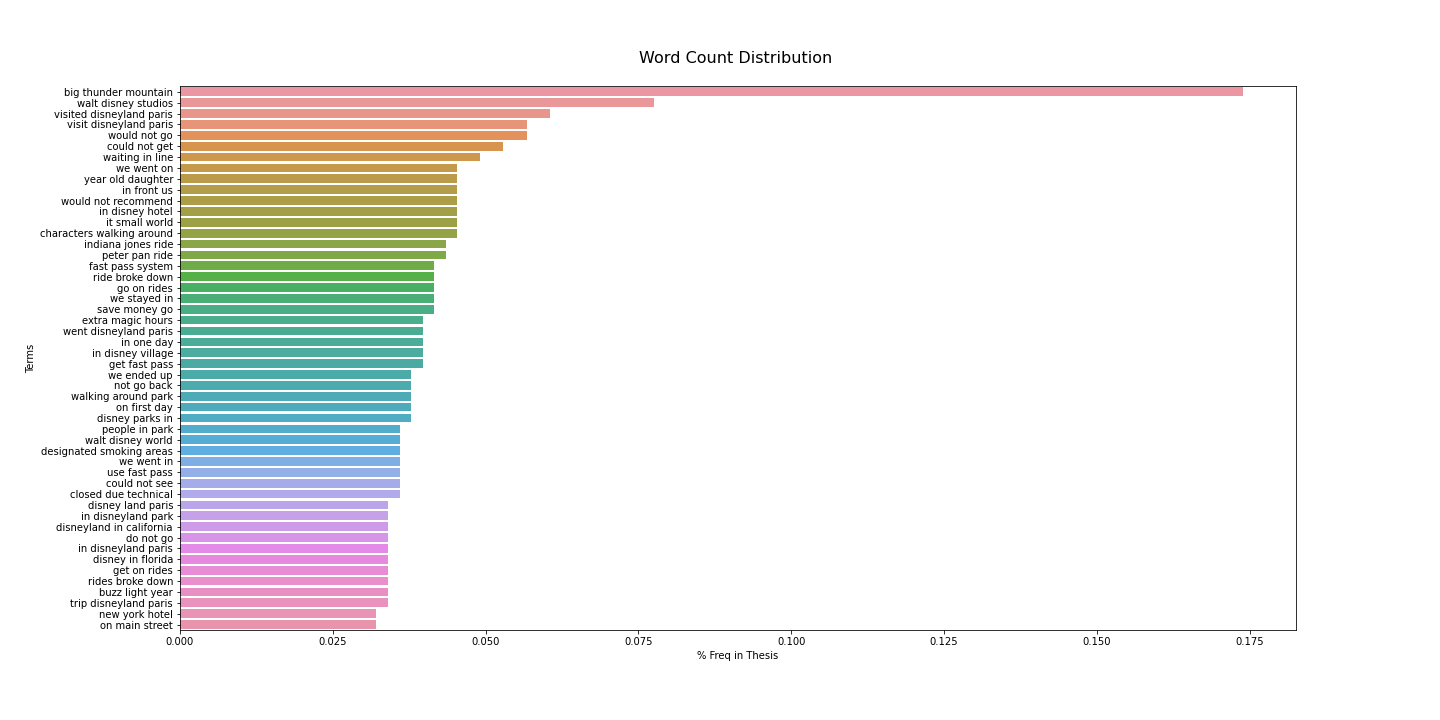 Word Count Distribution
big thunder mountain
walt disney studios
visited disneyland paris
visit disneyland paris
would not go
could not get
waiting in line
we went on
year old daughter
in front us
would not recommend
in disney hotel
it small world
characters walking around
indiana jones ride
peter pan ride
fast pass system
ride broke down
go on rides
we stayed in
save money go
extra magic hours
went disneyland paris
in one day
in disney village
get fast pass
we ended up
not go back
walking around park
on first day
disney parks in
people in park
walt disney world
designated smoking areas
we went in
use fast pass
could not see
closed due technical
disney land paris
in disneyland park
disneyland in california
do not go
in disneyland paris
disney in florida
get on rides
rides broke down
buzz light year
trip disneyland paris
new york hotel
on main street
Terms
0.000 0.025 0.050 0.075 0.100 0.125 0.150 0.175
% Freq in Thesis